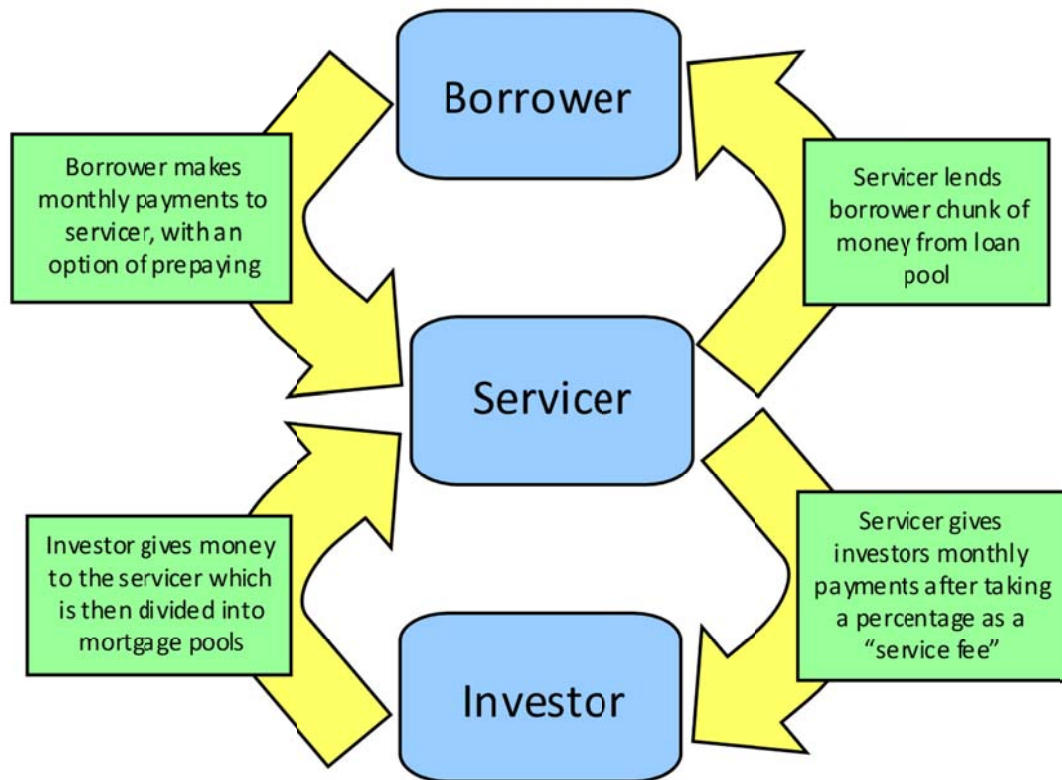 Borrower
Borrower makes
monthly payments to
servicer, with an
option of prepaying
Servicer lends
borrower chunk of
money from loan
pool
Servicer
Investor gives money
to the servicer which
is then divided into
mortgage pools
Servicer gives
investors monthly
payments after taking
a percentage as a
“service fee”
Investor